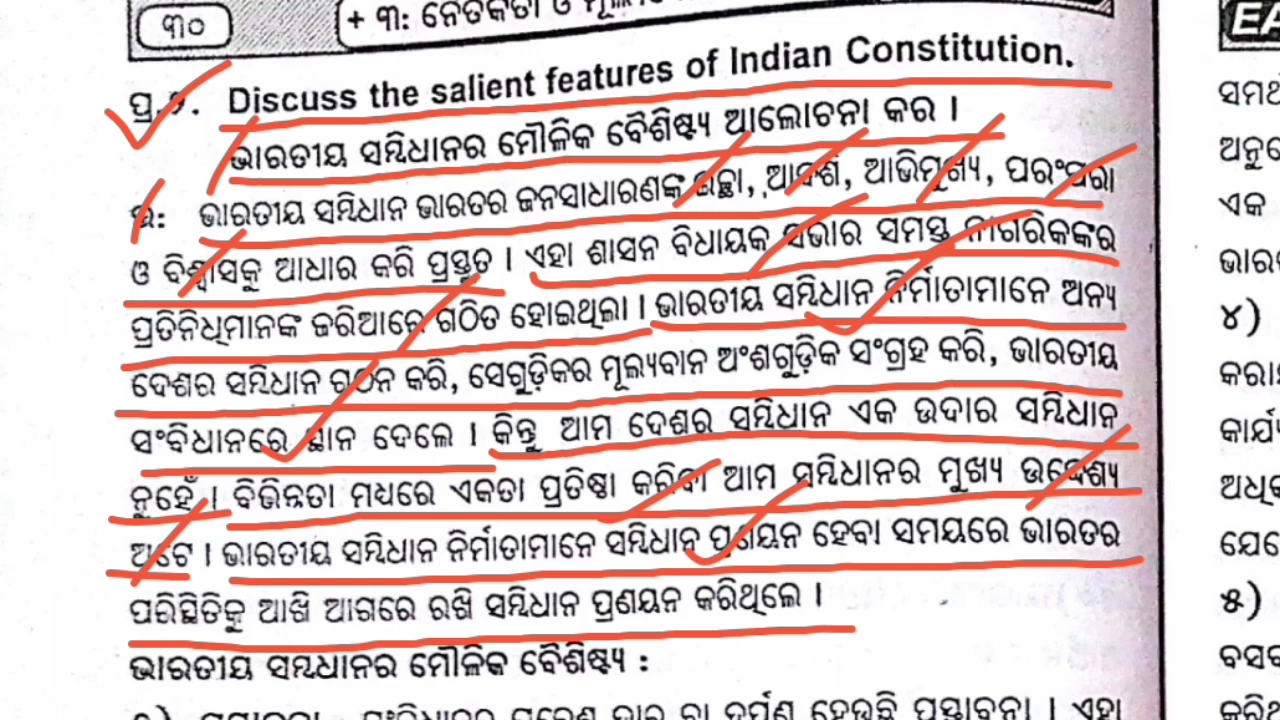 ୩୦
+ ୩: ନୈତିକତା ଓ
Discuss the salient features of Indian Constitution.
ଭାରତୀୟ ସମ୍ବିଧାନର ମୌଳିକ ବୈଶିଷ୍ଟ୍ୟ ଆଲୋଚନା କର ।
ଉ: ଭାରତୀୟ ସମ୍ବିଧାନ ଭାରତର ଜନସାଧାରଣଙ୍କ ଇଚ୍ଛା, ଆଦର୍ଶ, ଆଭିମୁଖ୍ୟ, ପରଂପରା
ଓ ବିଶ୍ୱାସକୁ ଆଧାର କରି ପ୍ରସ୍ତୁତ । ଏହା ଶାସନ ବିଧାୟକ ସଭାର ସମସ୍ତ ନାଗରିକଙ୍କର
ପ୍ରତିନିଧିମାନଙ୍କ ଜରିଆରେ ଗଠିତ ହୋଇଥିଲା । ଭାରତୀୟ ସମ୍ବିଧାନ ନିର୍ମାତାମାନେ ଅନ୍ୟ
ଦେଶର ସମ୍ବିଧାନ ଗଠନ କରି, ସେଗୁଡ଼ିକର ମୂଲ୍ୟବାନ ଅଂଶଗୁଡ଼ିକ ସଂଗ୍ରହ କରି, ଭାରତୀୟ
ସଂବିଧାନରେ ସ୍ଥାନ ଦେଲେ । କିନ୍ତୁ ଆମ ଦେଶର ସମ୍ବିଧାନ ଏକ ଉଦାର ସମ୍ବିଧାନ
ନୁହେଁ । ବିଭିନ୍ନତା ମଧ୍ୟରେ ଏକତା ପ୍ରତିଷ୍ଠା କରିବା ଆମ ସମ୍ବିଧାନର ମୁଖ୍ୟ ଉଦ୍ଦେଶ୍ୟ
ଅଟେ । ଭାରତୀୟ ସମ୍ବିଧାନ ନିର୍ମାତାମାନେ ସମ୍ବିଧାନ ପ୍ରଣୟନ ହେବା ସମୟରେ ଭାରତର
ପରିସ୍ଥିତିକୁ ଆଖି ଆଗରେ ରଖି ସମ୍ବିଧାନ ପ୍ରଣୟନ କରିଥିଲେ ।
ଭାରତୀୟ ସମ୍ବିଧାନର ମୌଳିକ ବୈଶିଷ୍ଟ୍ୟ :
ଏକ
୪)
୫)